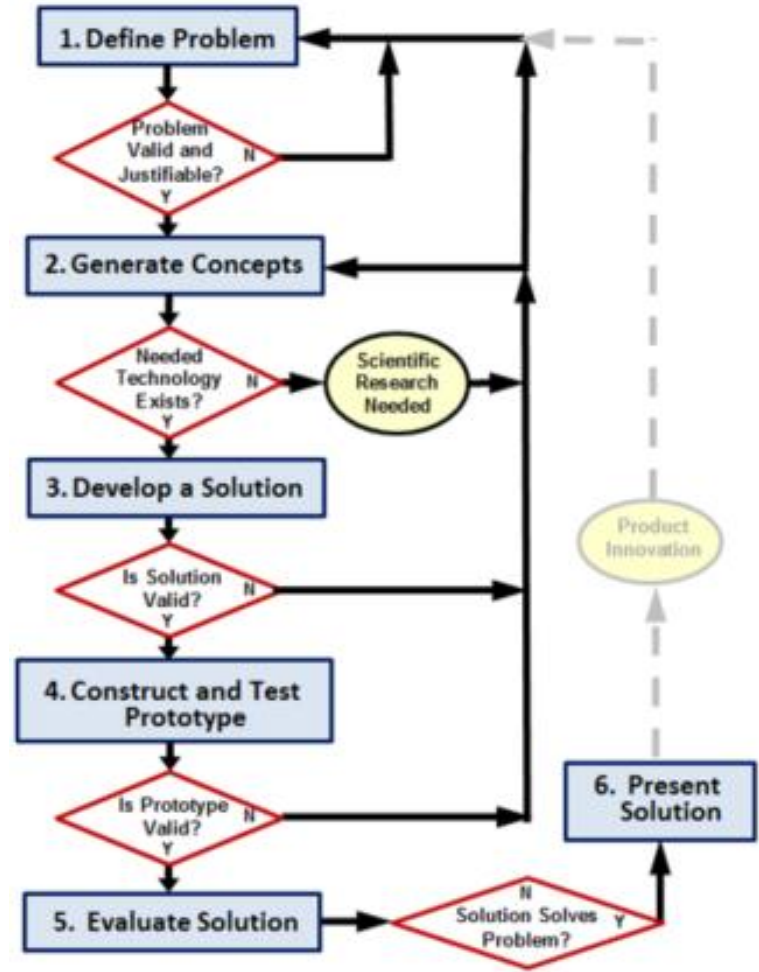 1. Define Problem
Problem
Valid and
Justifiable?
N
Y
2. Generate Concepts
Needed
Technology
Exists?
N
Y
Scientific
Research
Needed
3. Develop a Solution
Is Solution
Valid?
N
Y
Product
Innovation
4. Construct and Test
Prototype
Is Prototype
Valid?
N
Y
6. Present
Solution
5. Evaluate Solution
N
Solution Solves
Problem?
Y